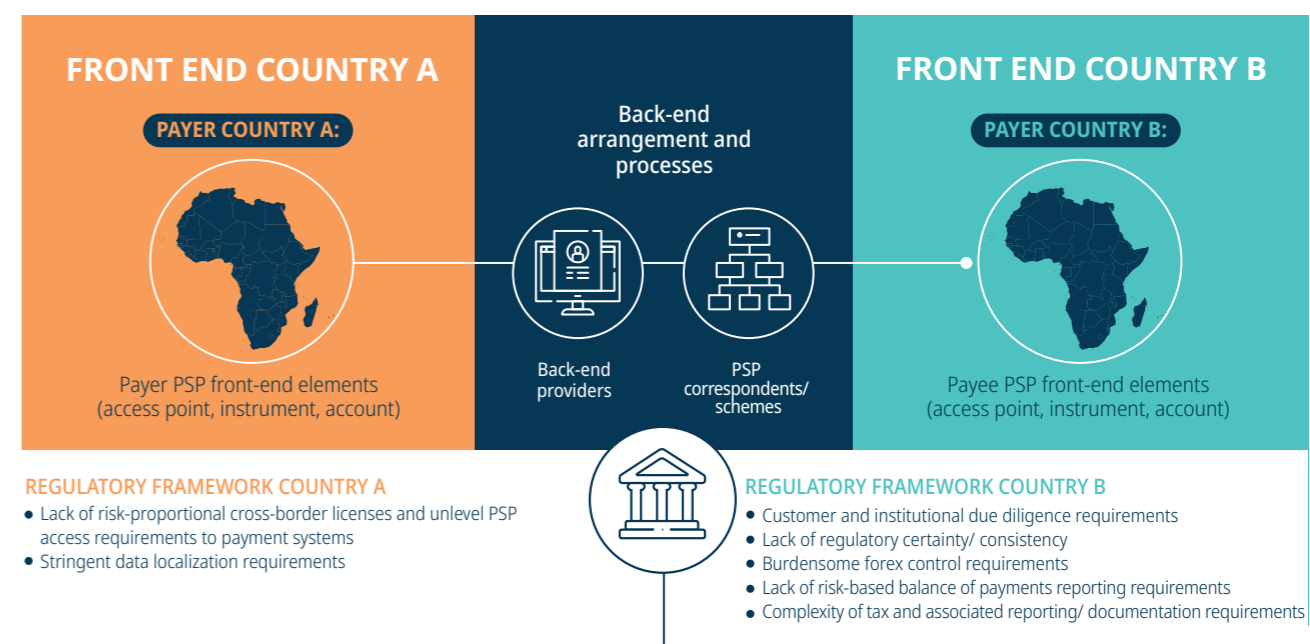 FRONT END COUNTRY A
PAYER COUNTRY A:
Payer PSP front-end elements
(access point, instrument, account)
Back-end
arrangement and
processes
Back-end
providers
PSP
correspondents/
schemes
FRONT END COUNTRY B
PAYER COUNTRY B:
Payee PSP front-end elements
(access point, instrument, account)
REGULATORY FRAMEWORK COUNTRY A
• Lack of risk-proportional cross-border licenses and unlevel PSP
access requirements to payment systems
• Stringent data localization requirements
REGULATORY FRAMEWORK COUNTRY B
• Customer and institutional due diligence requirements
• Lack of regulatory certainty/ consistency
• Burdensome forex control requirements
• Lack of risk-based balance of payments reporting requirements
• Complexity of tax and associated reporting/ documentation requirements